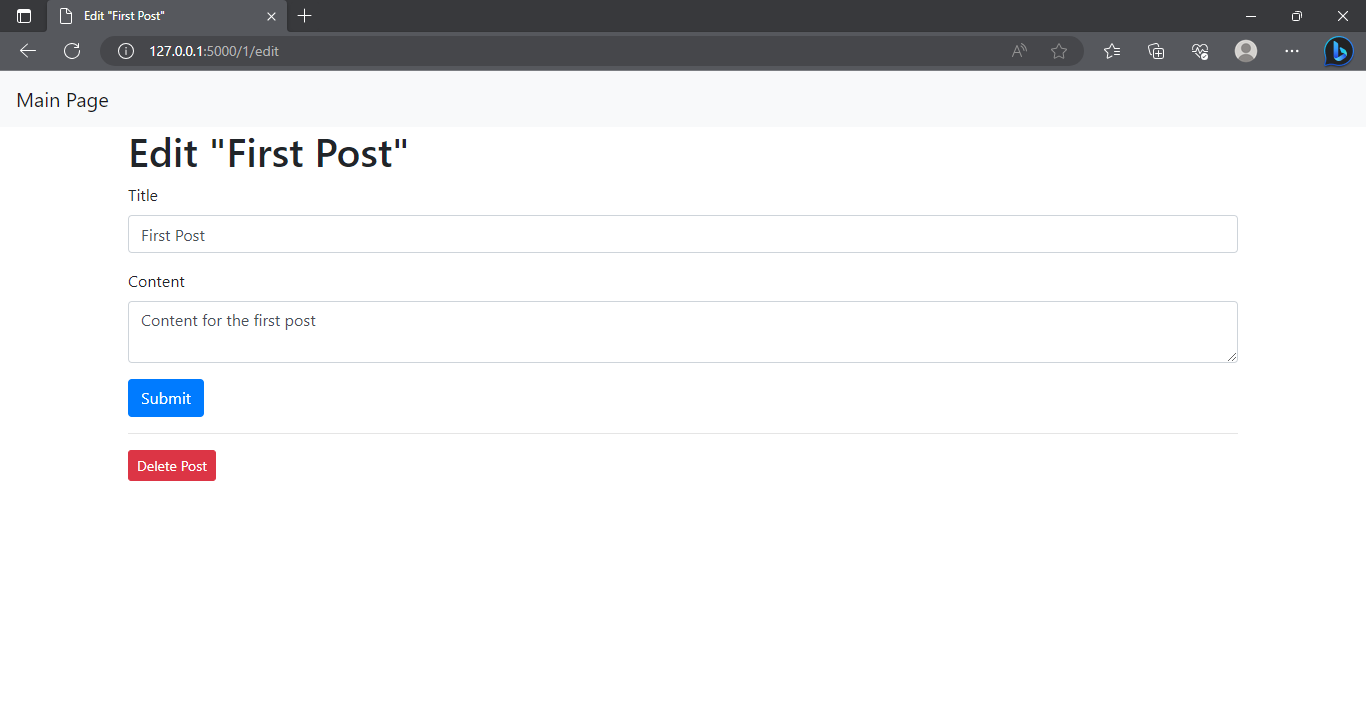 Edit "First Post"
127.0.0.1:5000/1/edit
Main Page
Edit "First Post"
Title
First Post
Content
Content for the first post
Submit
Delete Post